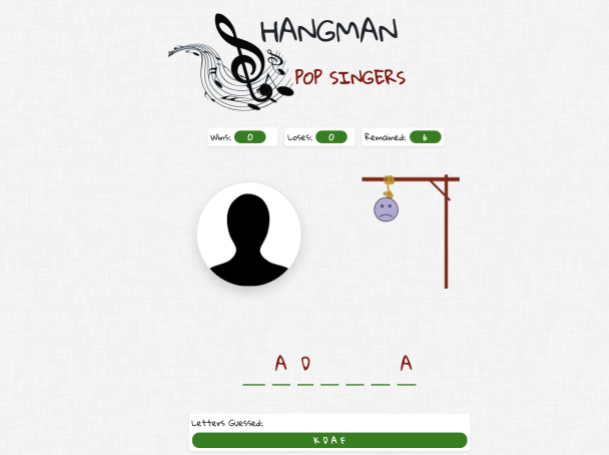 HANGMAN
POP SINGERS
Wins: 0 Loses: 0 Remained: 6
A D A
Letters Guessed:
K D A F